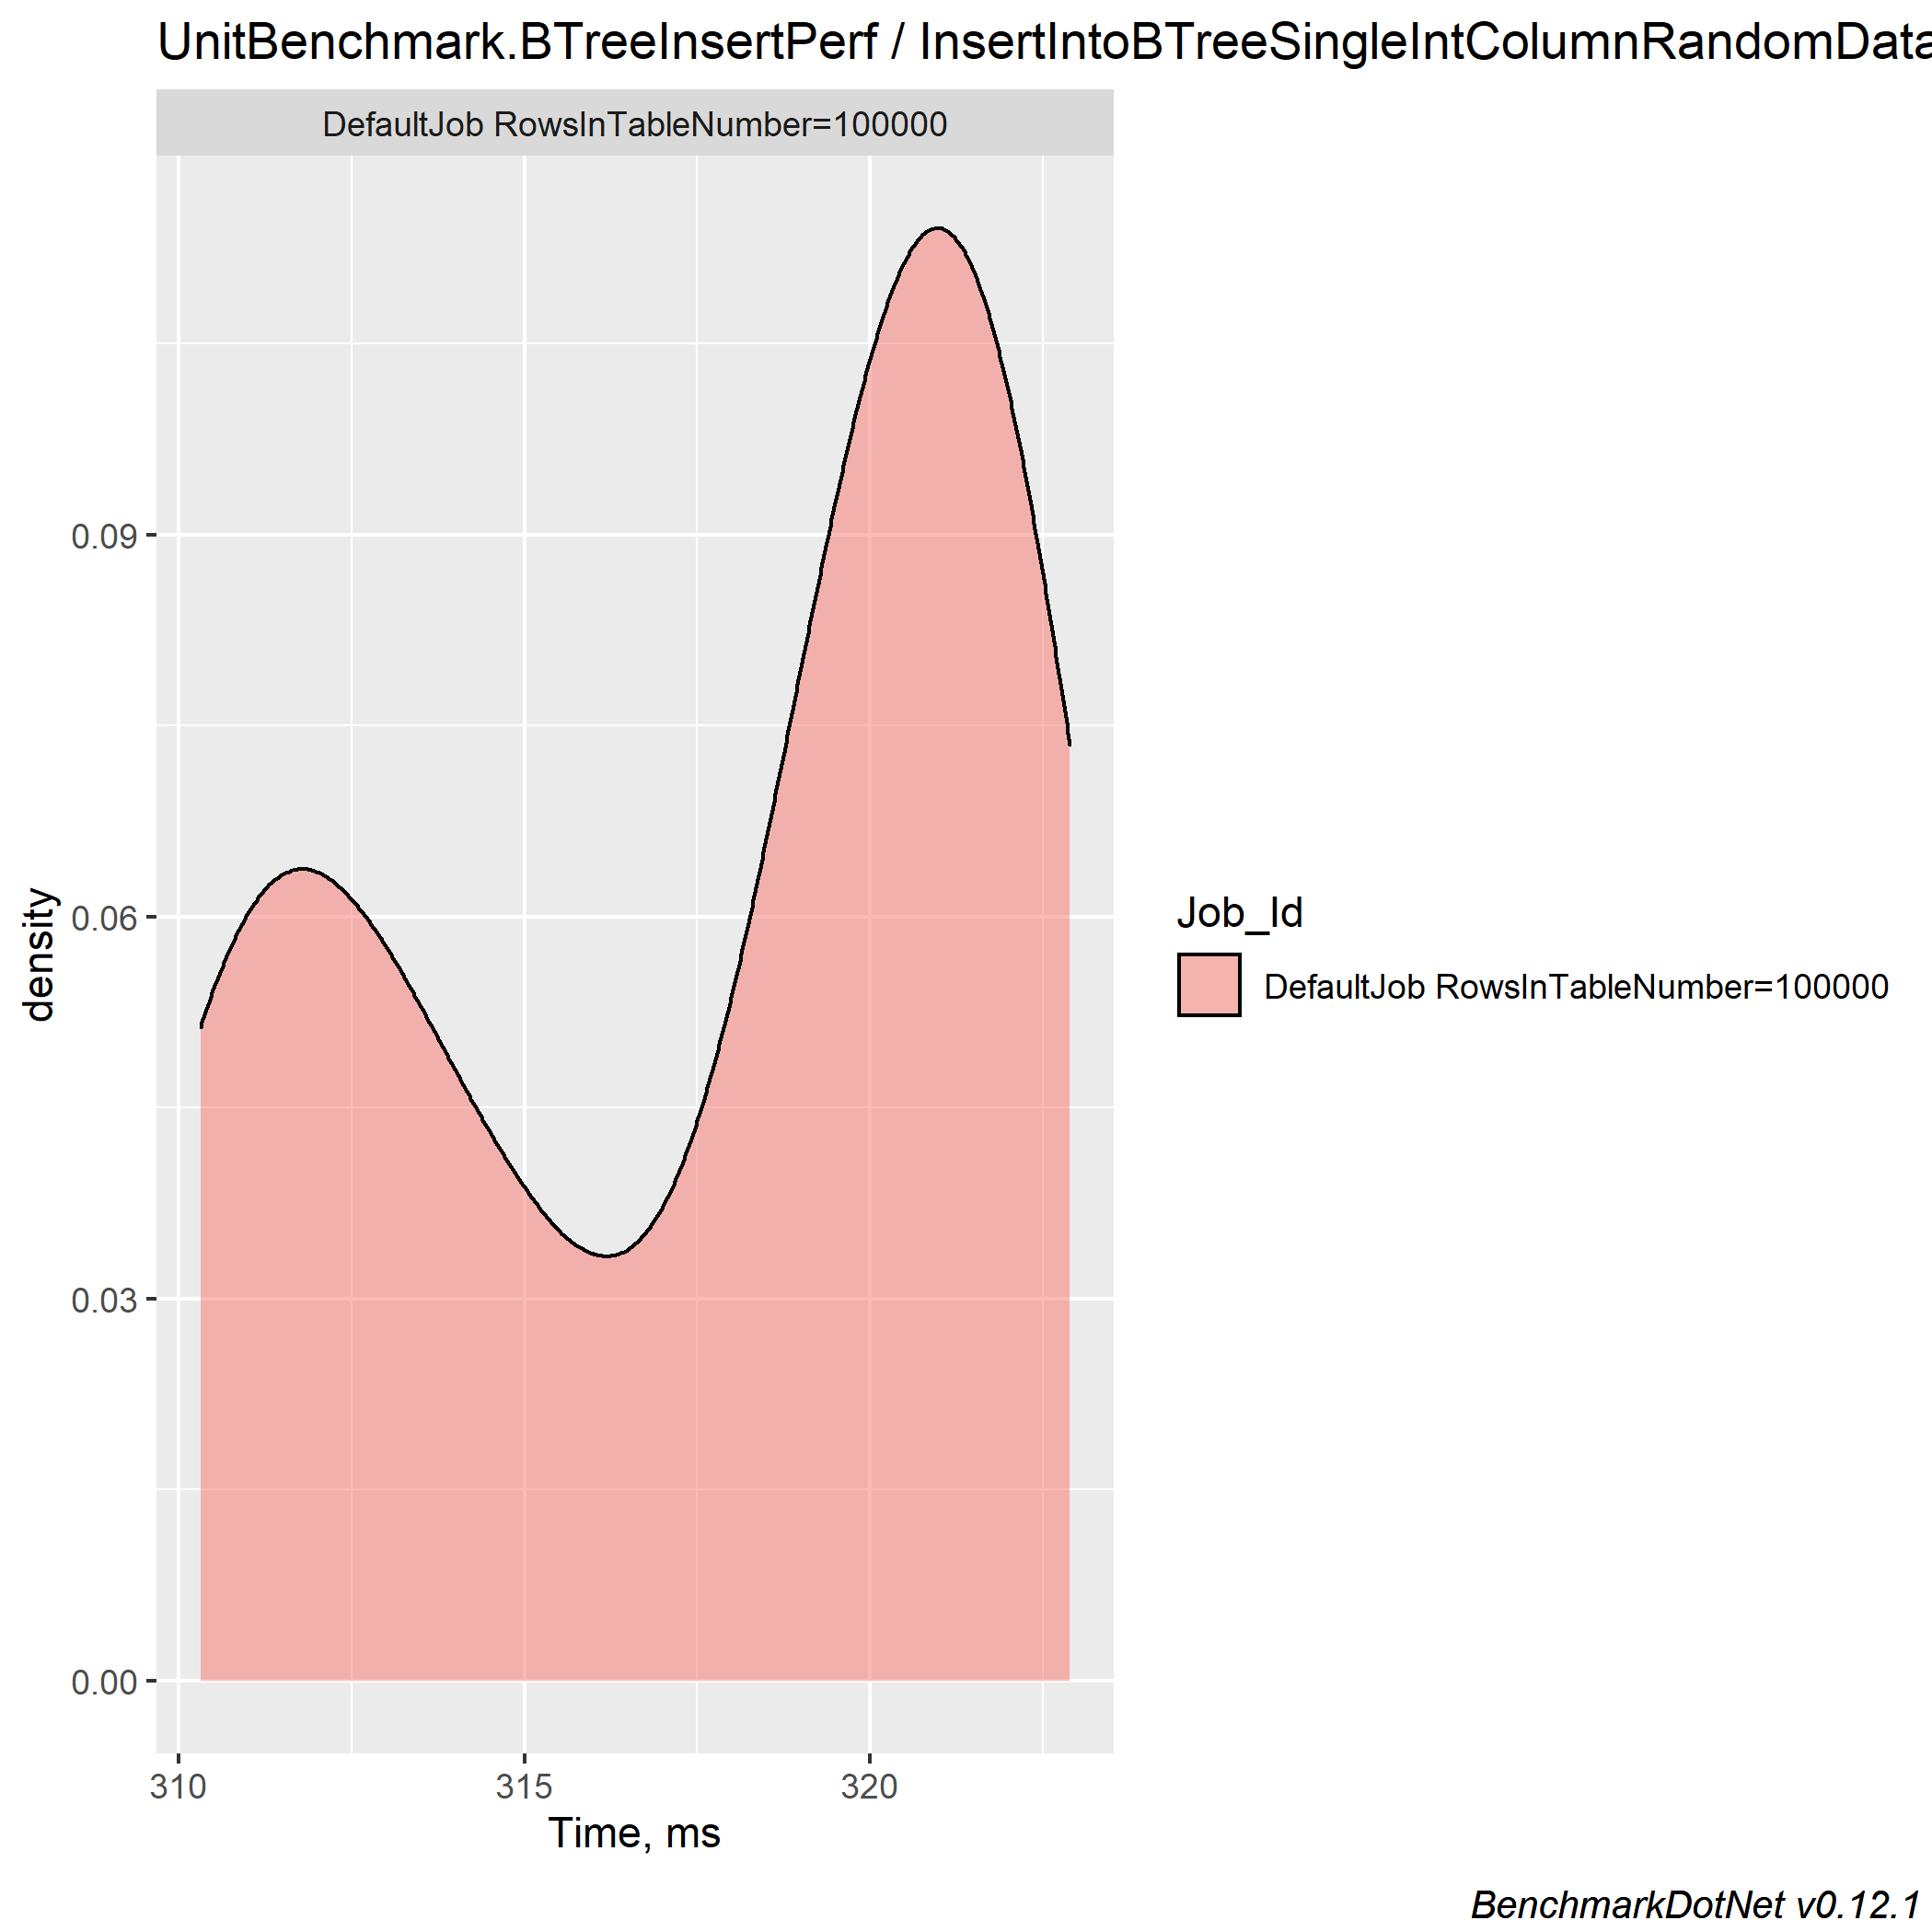 UnitBenchmark.BTreeInsertPerf / InsertIntoBTreeSingleIntColumnRandomData
DefaultJob RowsInTableNumber=100000
0.09
0.06
0.03
0.00
density
310 315 320
Time, ms
Job_Id
DefaultJob RowsInTableNumber=100000
BenchmarkDotNet v0.12.1